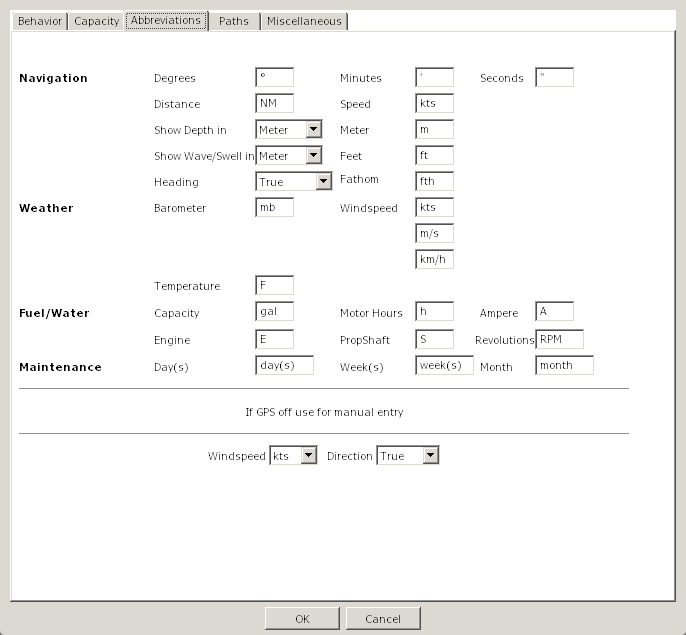 Behavior Capacity Abbreviations Paths Miscellaneous
Navigation Degrees ° Minutes ' Seconds "
Distance NM Speed kts
Show Depth in Meter Meter m
Show Wave/Swell in Meter Feet ft
Heading True Fathom fth
Weather Barometer mb Windspeed kts
m/s
km/h
Temperature F
Fuel/Water Capacity gal Motor Hours h Ampere A
Engine E PropShaft S Revolutions RPM
Maintenance Day(s) day(s) Week(s) week(s) Month month
If GPS off use for manual entry
Windspeed kts Direction True
OK Cancel